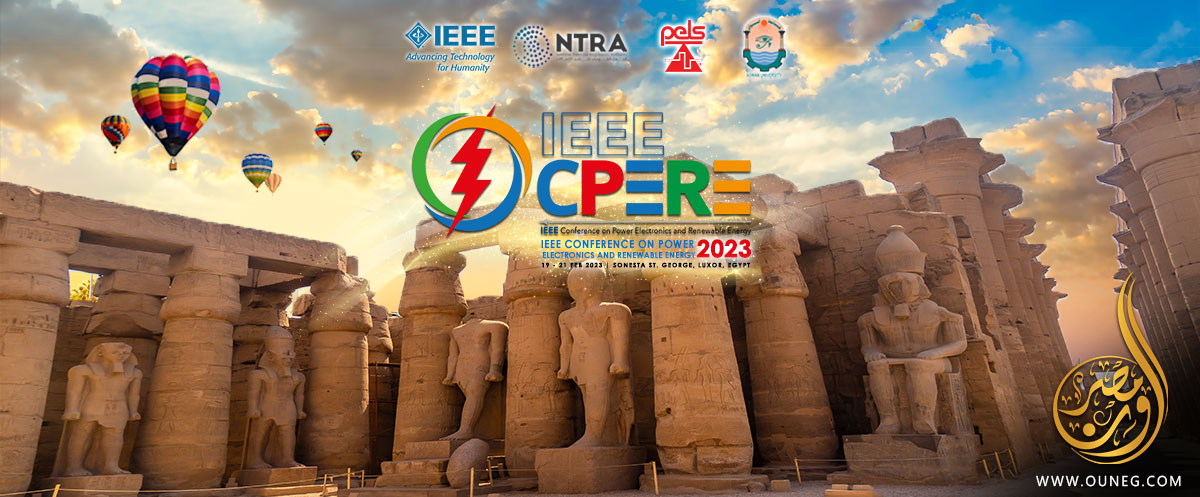 IEEE
Advancing Technology
for Humanity
NTRA
pels
IEEE
CPERE
IEEE Conference on Power Electronics and Renewable Energy
IEEE CONFERENCE ON POWER
ELECTRONICS AND RENEWABLE ENERGY
2023
19 - 21 FEB 2023 | SONESTA ST. GEORGE, LUXOR, EGYPT
اون مصر
WWW.OUNEG.COM